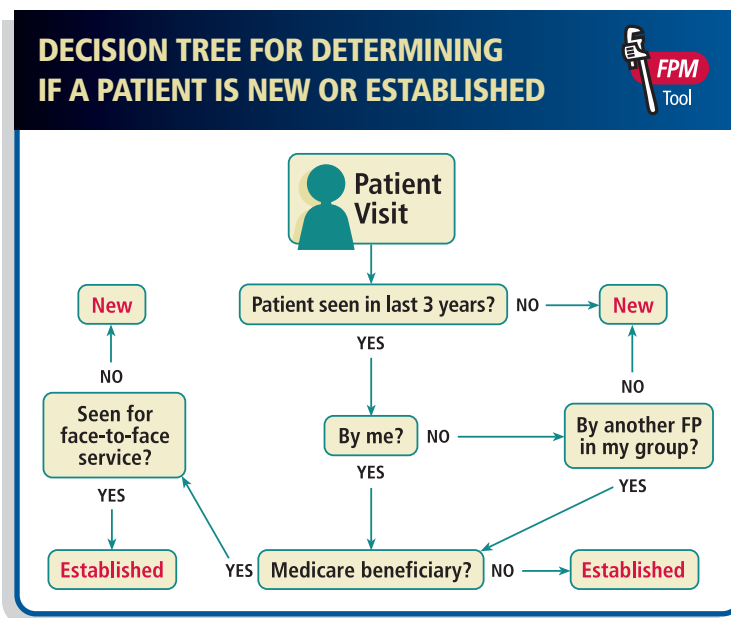 DECISION TREE FOR DETERMINING
IF A PATIENT IS NEW OR ESTABLISHED
FPM
Tool
Patient
Visit
New
Patient seen in last 3 years?
NO
New
YES
NO
NO
Seen for
face-to-face
service?
By me?
NO
By another FP
in my group?
YES
YES
YES
Established
YES
Medicare beneficiary?
NO
Established